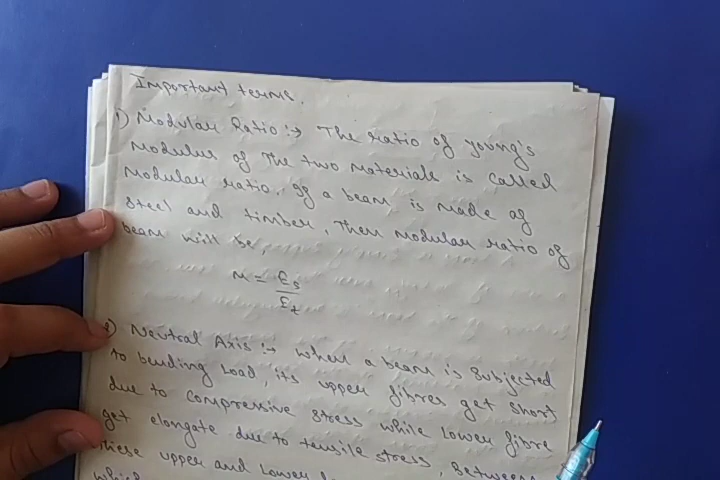 Important terms.
1) Modular Ratio :→ The ratio of young's
Modulus of The two Materials is called
Modular ratio. If a beam is made of
Steel and timber, Then modular ratio of
beam will be,
m = Es
Et
2) Neutral Axis :→ when a beam is subjected
to bending Load, its upper fibres get short
due to compressive stress while Lower fibre
get elongate due to tensile stress, Between
these upper and Lower
which